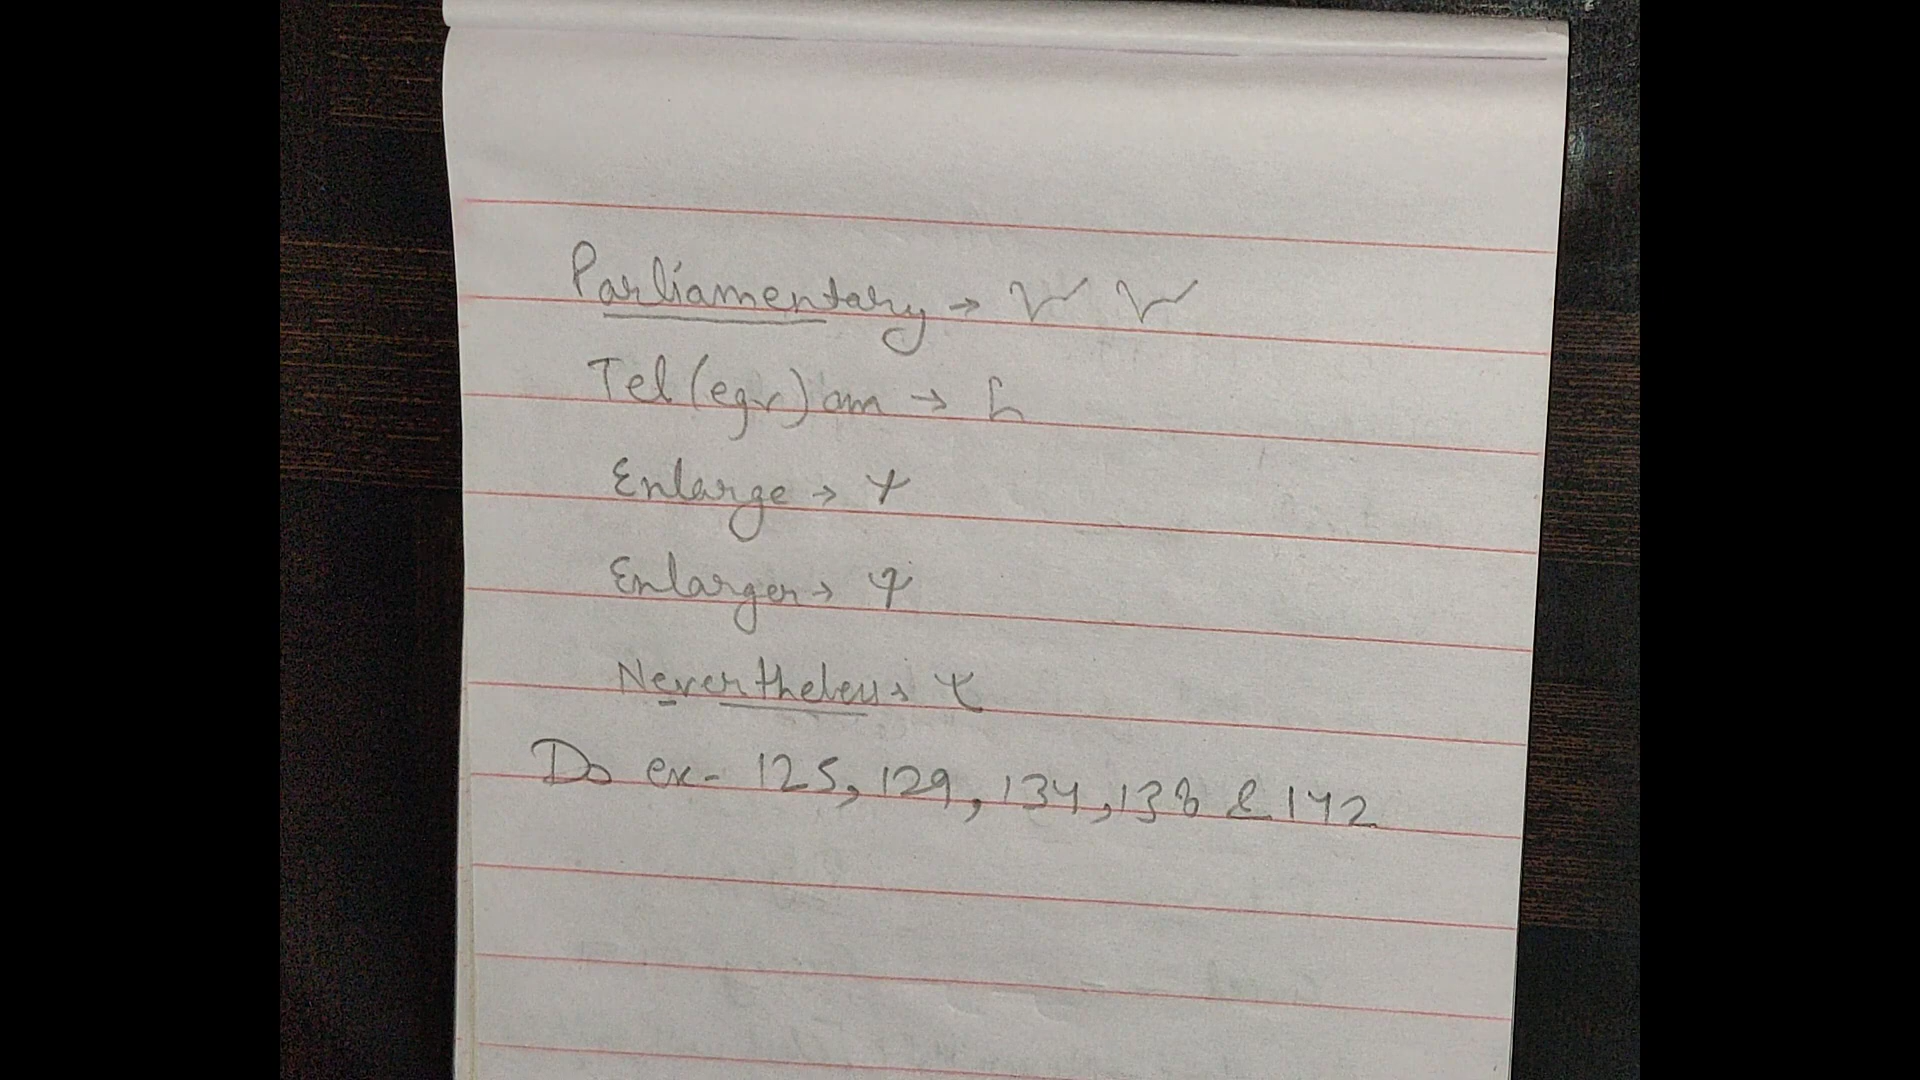 Parliamentary →
Tel(egr)am →
Enlarge →
Enlarger →
Nevertheless →
Do ex- 125, 129, 134, 138 & 142